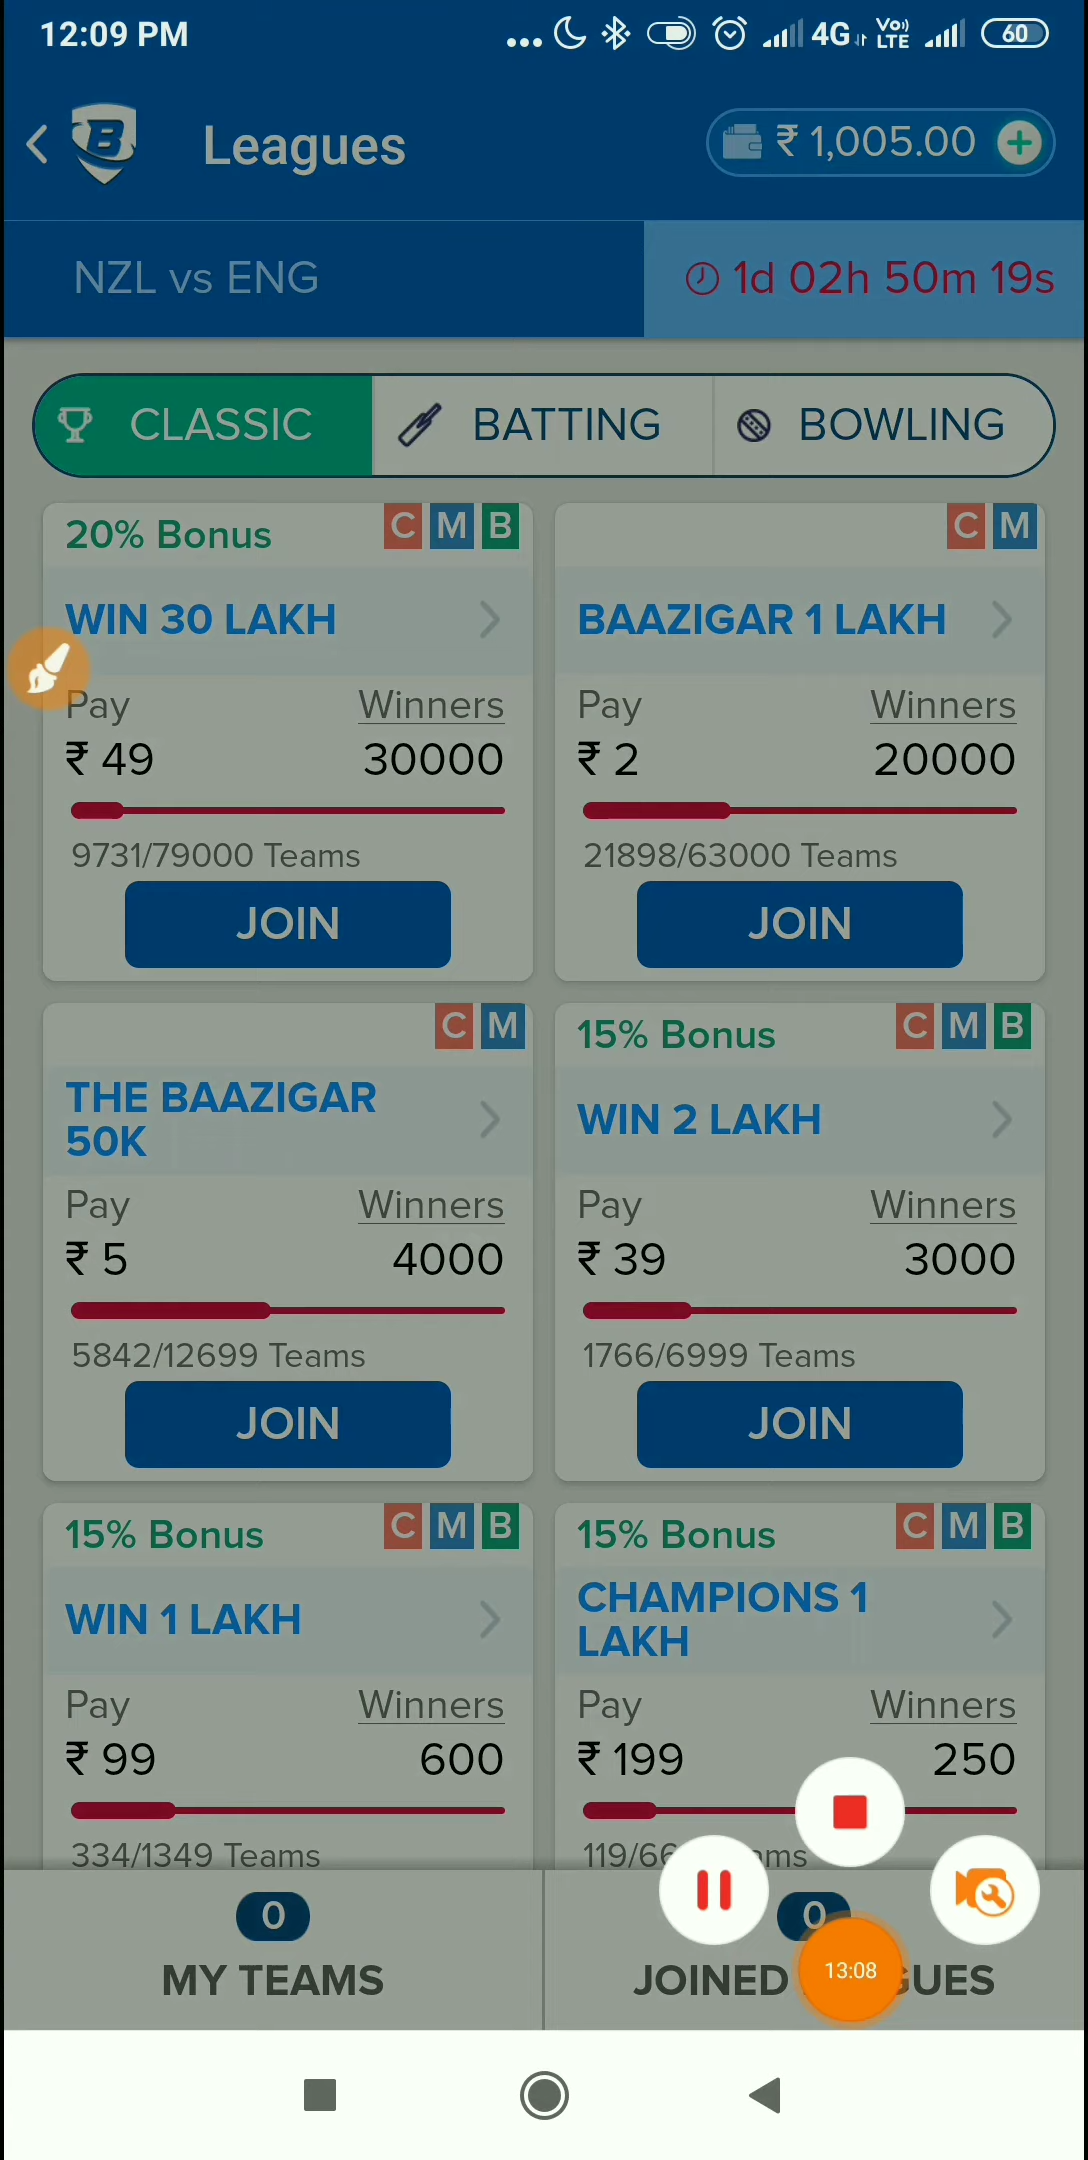 12:09 PM
4G
Vo))
LTE
60
B
Leagues
₹ 1,005.00
NZL vs ENG
1d 02h 50m 19s
CLASSIC
BATTING
BOWLING
20% Bonus C M B
WIN 30 LAKH
Pay Winners
₹ 49 30000
9731/79000 Teams
JOIN
C M
BAAZIGAR 1 LAKH
Pay Winners
₹ 2 20000
21898/63000 Teams
JOIN
C M
THE BAAZIGAR
50K
Pay Winners
₹ 5 4000
5842/12699 Teams
JOIN
15% Bonus C M B
WIN 2 LAKH
Pay Winners
₹ 39 3000
1766/6999 Teams
JOIN
15% Bonus C M B
WIN 1 LAKH
Pay Winners
₹ 99 600
334/1349 Teams
15% Bonus C M B
CHAMPIONS 1
LAKH
Pay Winners
₹ 199 250
0
MY TEAMS
0
JOINED
13:08